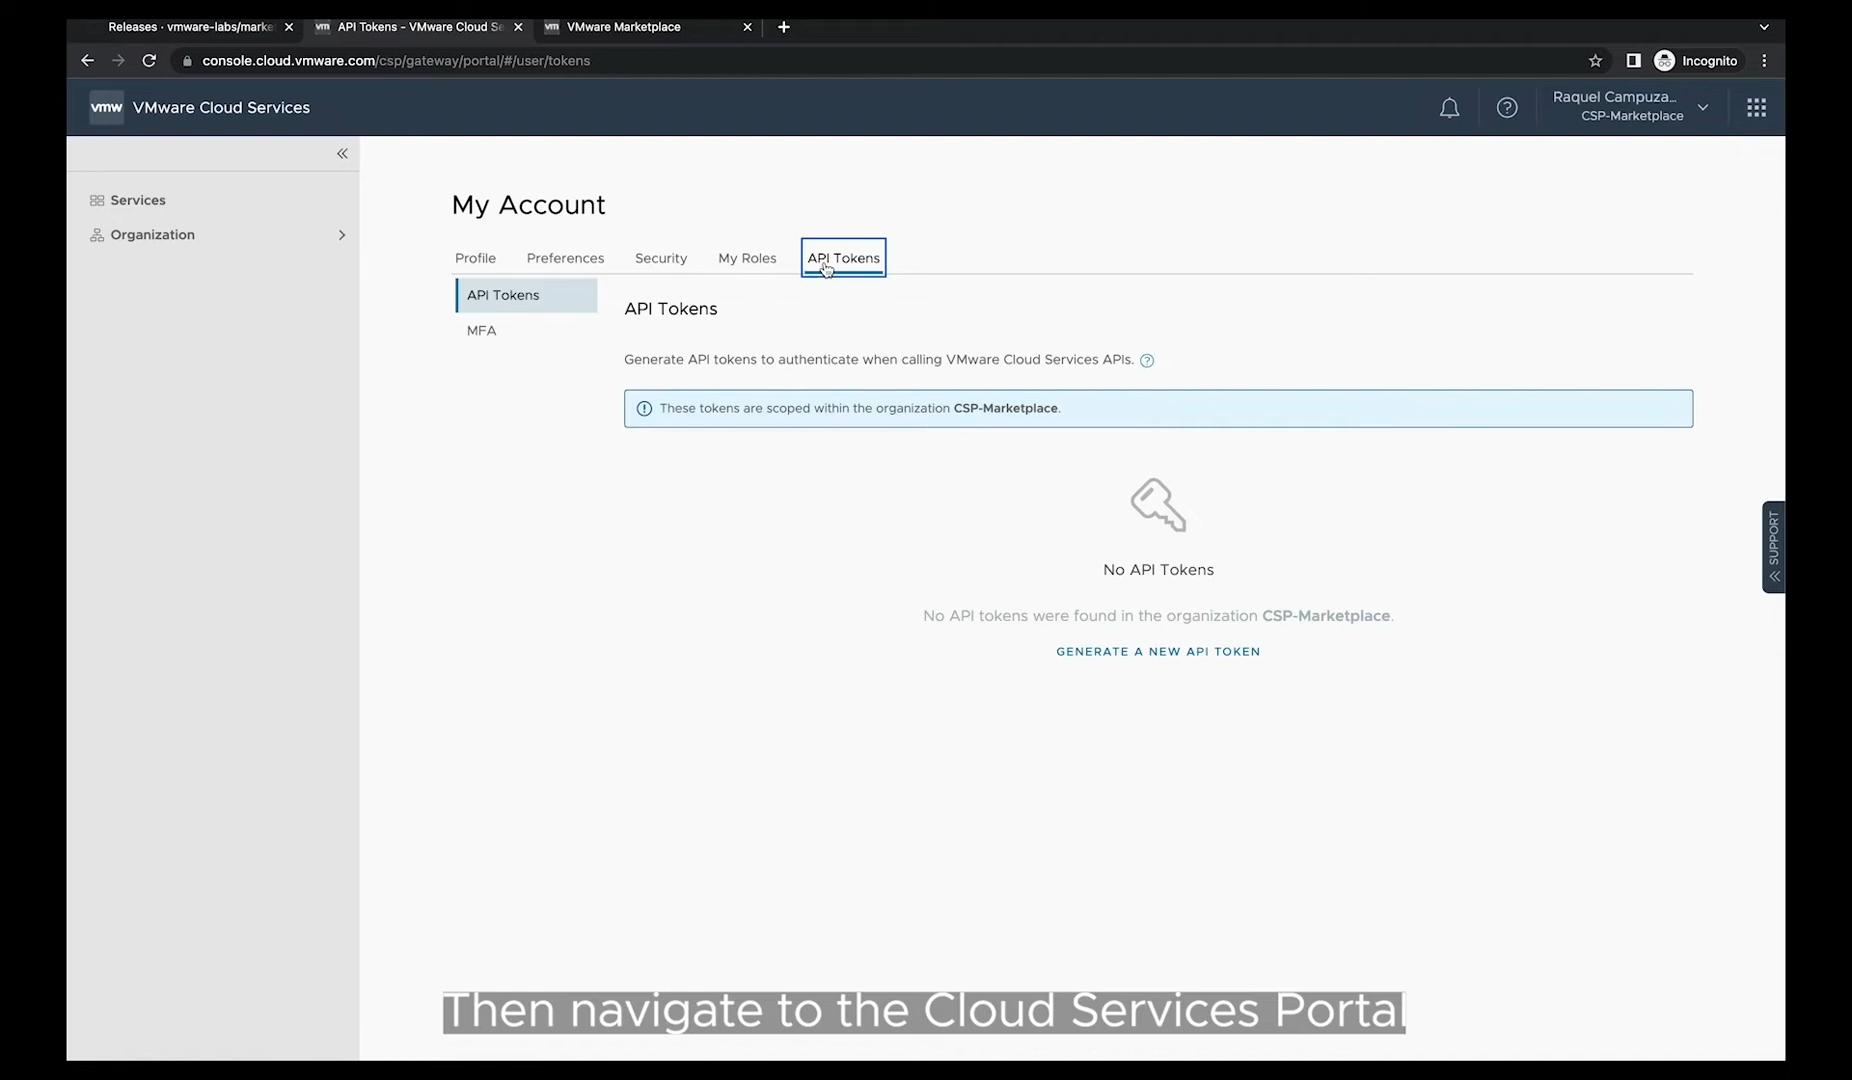 Releases · vmware-labs/marke
API Tokens - VMware Cloud Se
VMware Marketplace
console.cloud.vmware.com/csp/gateway/portal/#/user/tokens
Incognito
vmw VMware Cloud Services
Raquel Campuza...
CSP-Marketplace
Services
Organization
My Account
Profile Preferences Security My Roles API Tokens
API Tokens
MFA
API Tokens
Generate API tokens to authenticate when calling VMware Cloud Services APIs.
These tokens are scoped within the organization CSP-Marketplace.
No API Tokens
No API tokens were found in the organization CSP-Marketplace.
GENERATE A NEW API TOKEN
SUPPORT
Then navigate to the Cloud Services Portal